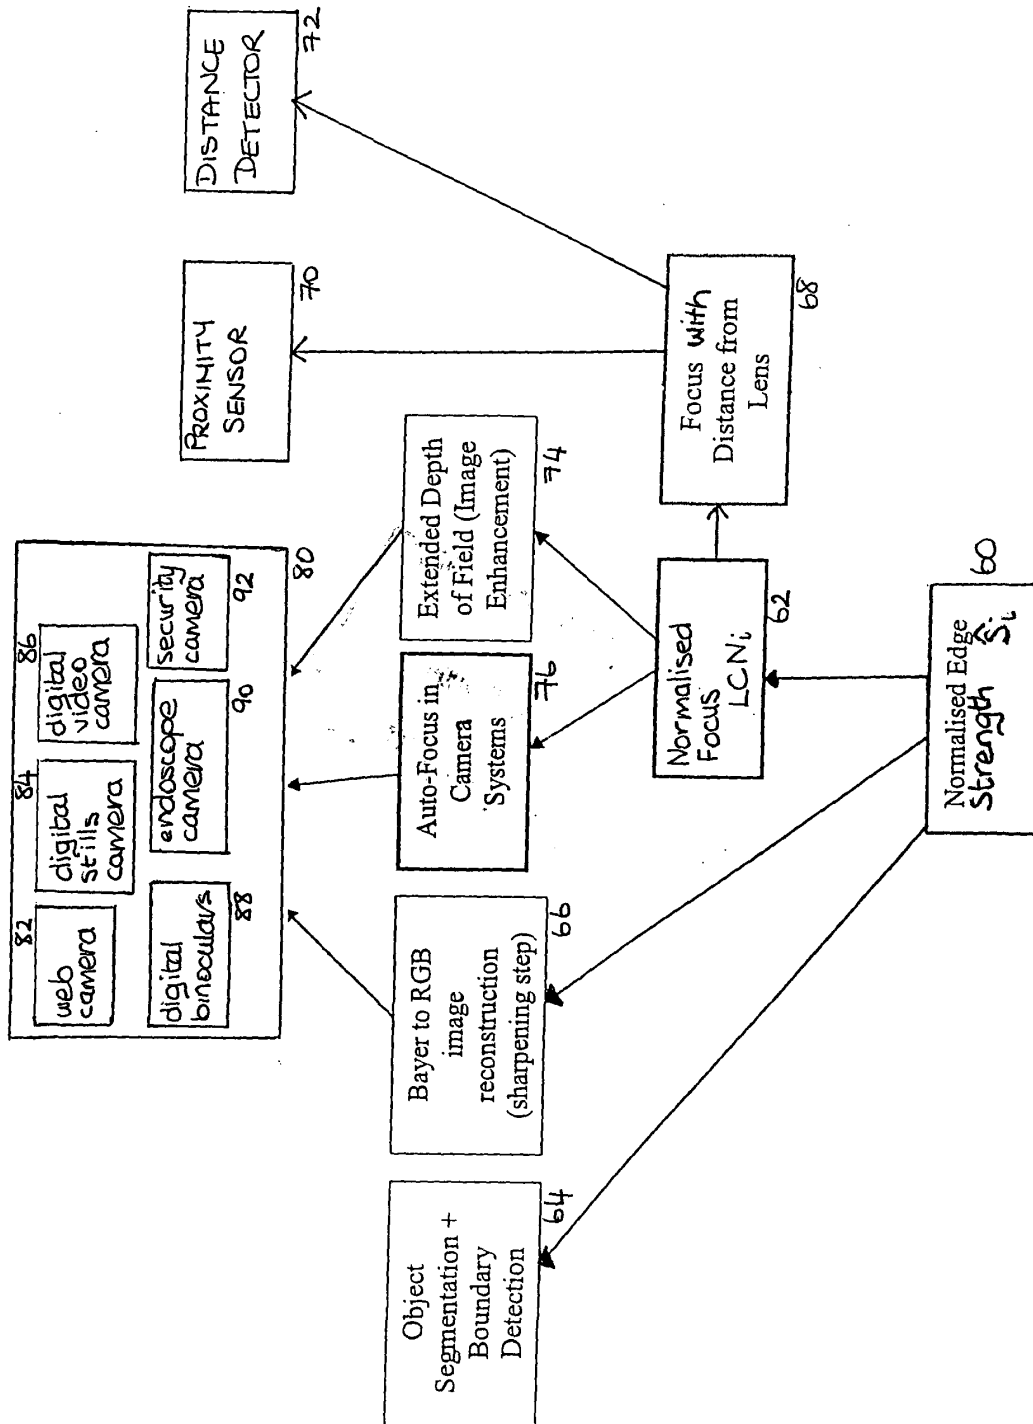 82
web
camera
84
digital
stills
camera
86
digital
video
camera
digital
binoculars
88
endoscope
camera
90
security
camera
92
80
PROXIMITY
SENSOR
70
DISTANCE
DETECTOR
72
Object
Segmentation +
Boundary
Detection
64
Bayer to RGB
image
reconstruction
(sharpening step)
66
Auto-Focus in
Camera
Systems
76
Extended Depth
of Field (Image
Enhancement)
74
Normalised
Focus
LCNi
62
Focus with
Distance from
Lens
68
Normalised Edge
Strength Ŝi
60